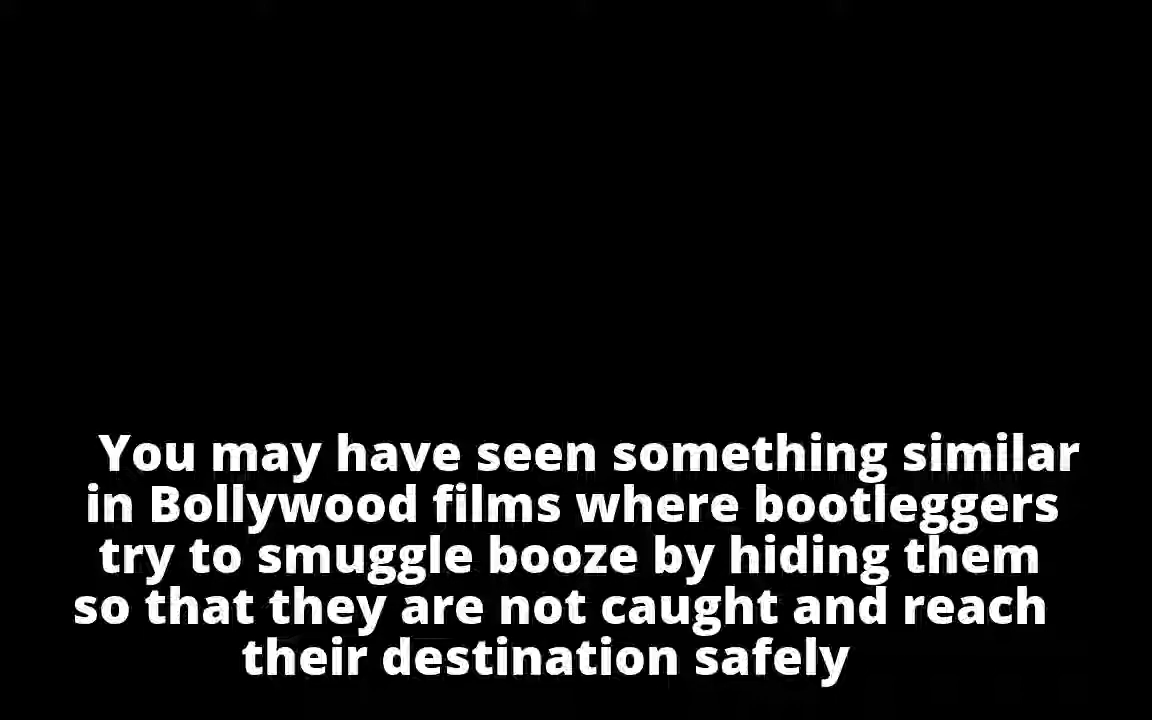 You may have seen something similar
in Bollywood films where bootleggers
try to smuggle booze by hiding them
so that they are not caught and reach
their destination safely